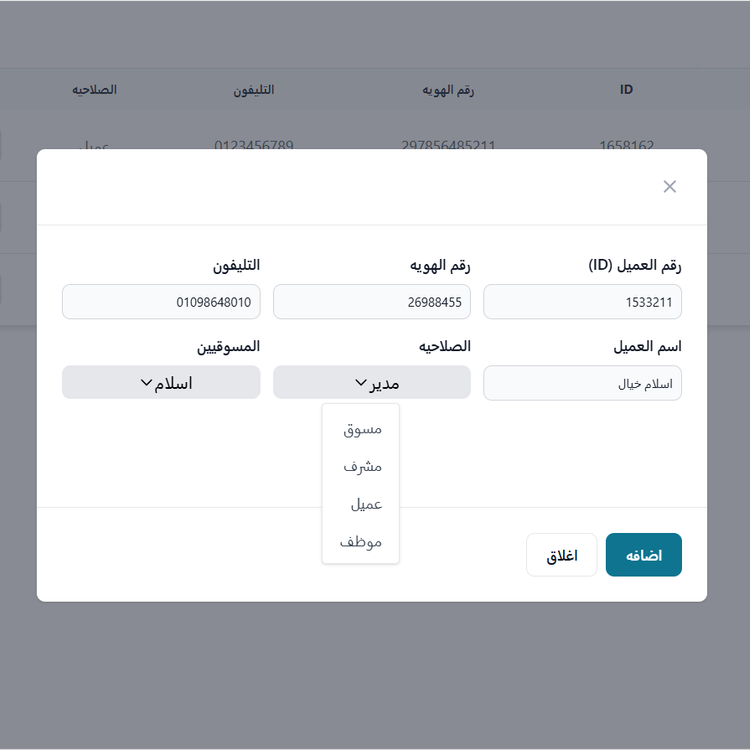 ID
رقم الهويه
التليفون
الصلاحيه
1658162
297856485211
0123456789
عميل
رقم العميل (ID)
رقم الهويه
التليفون
1533211
26988455
01098648010
اسم العميل
الصلاحيه
المسوقيين
اسلام خيال
مدير
اسلام
مسوق
مشرف
عميل
موظف
اضافه
اغلاق